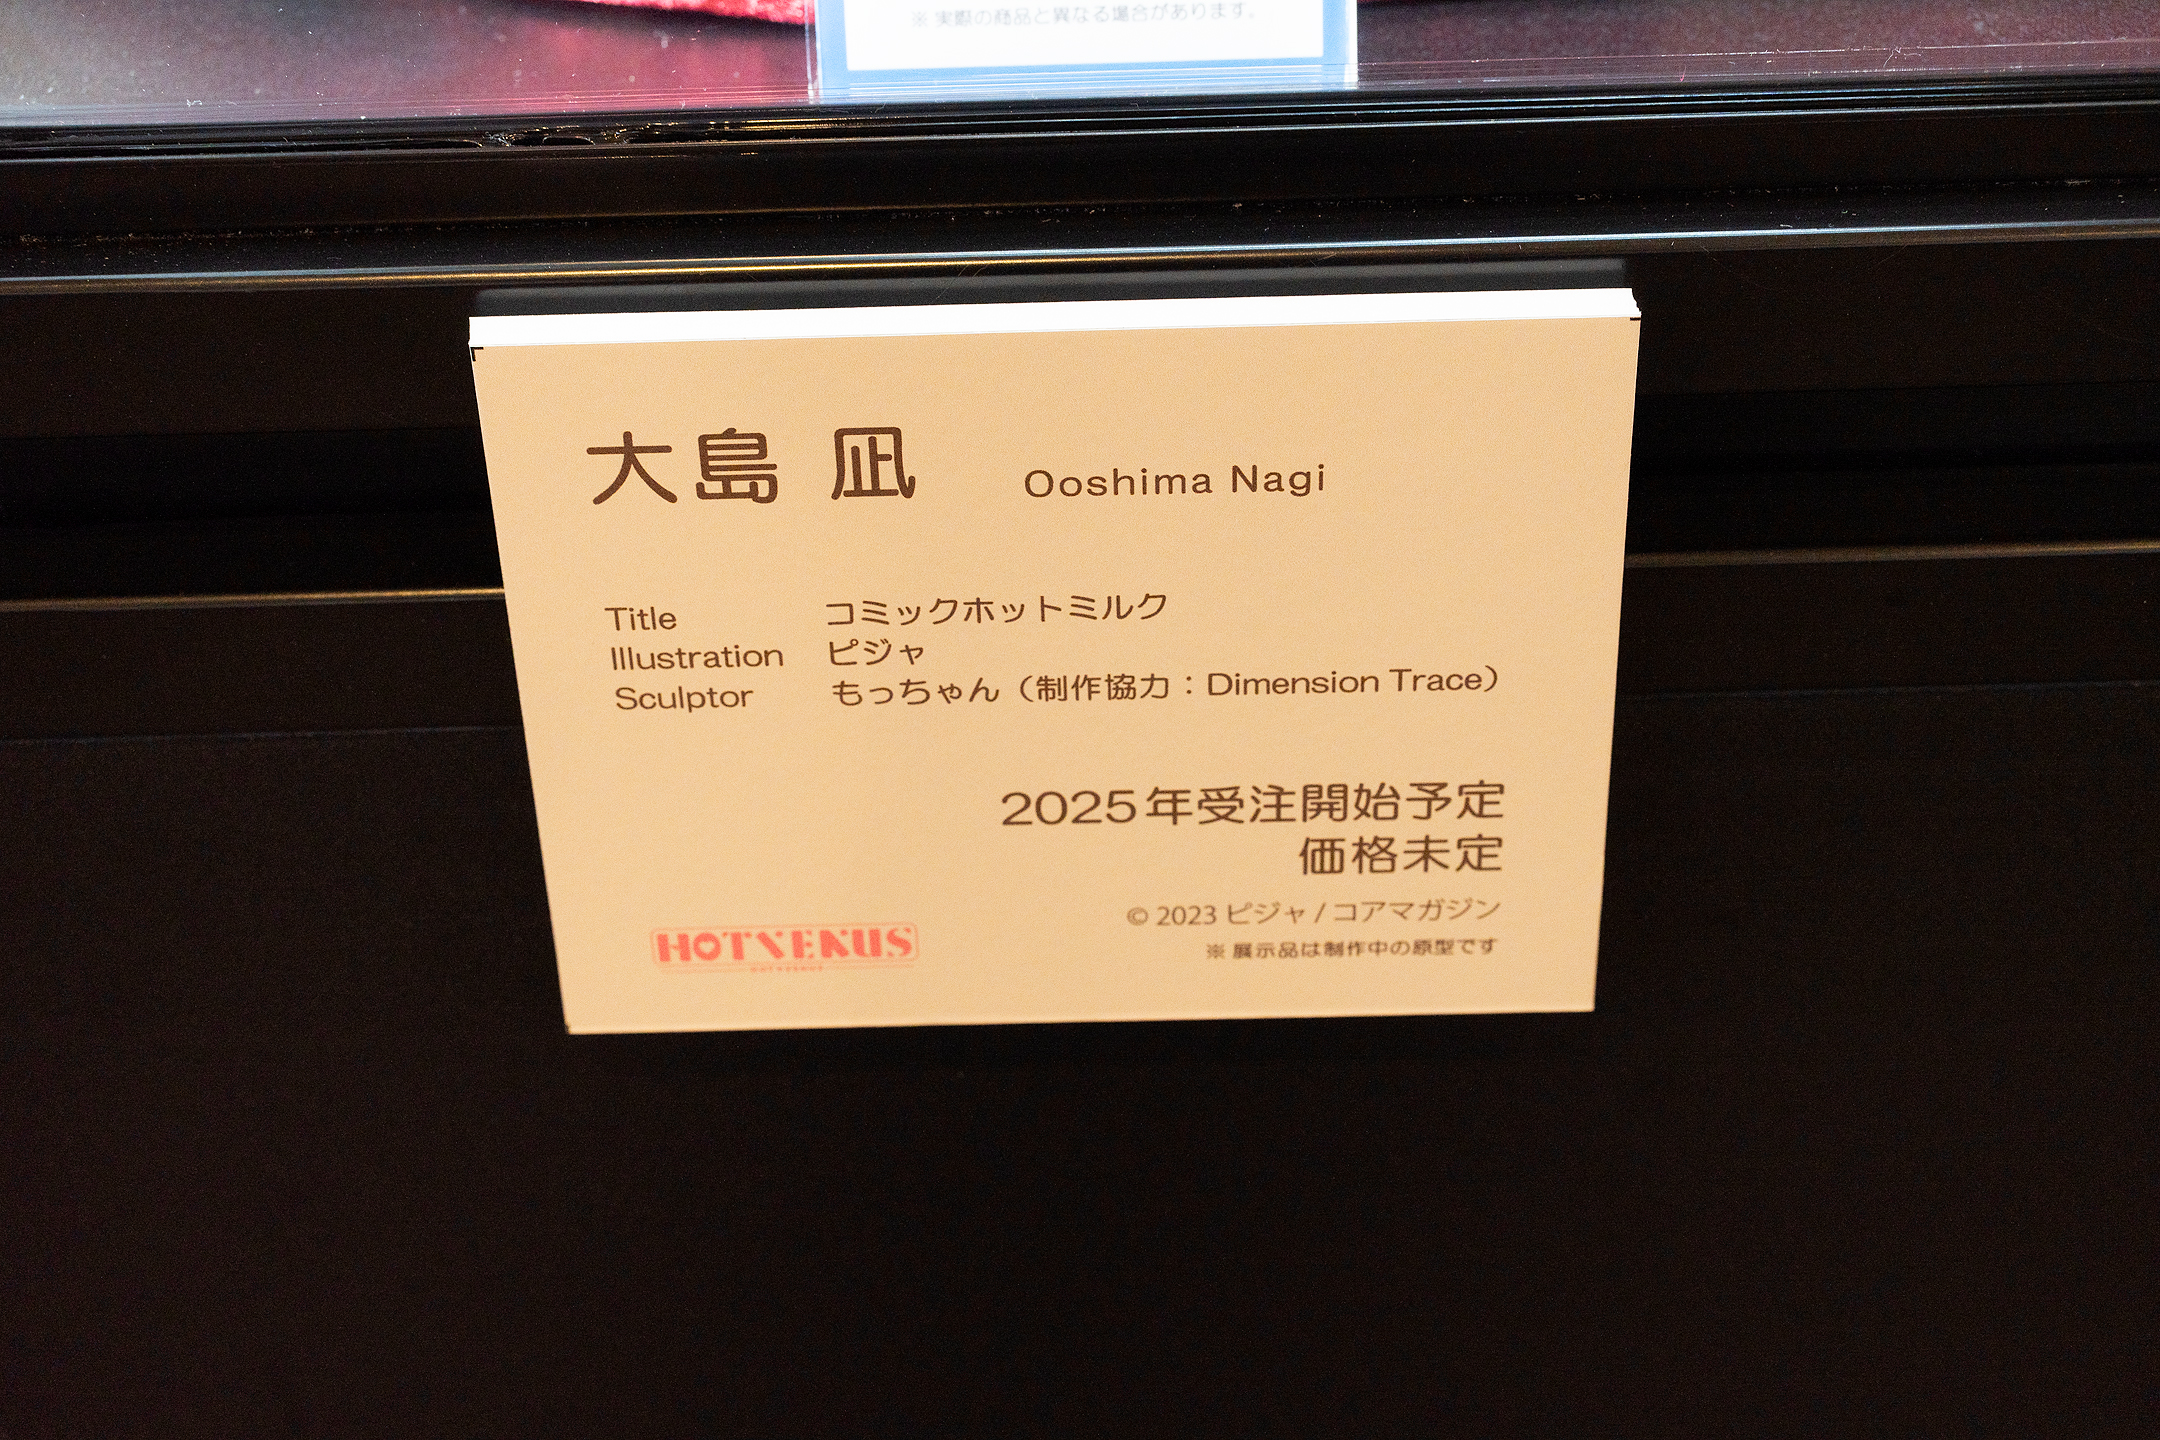 ※ 実際の商品と異なる場合があります。
大島 凪 Ooshima Nagi
Title コミックホットミルク
Illustration ピジャ
Sculptor もっちゃん（制作協力：Dimension Trace）
2025年受注開始予定
価格未定
© 2023 ピジャ / コアマガジン
※ 展示品は制作中の原型です
HOTVENUS